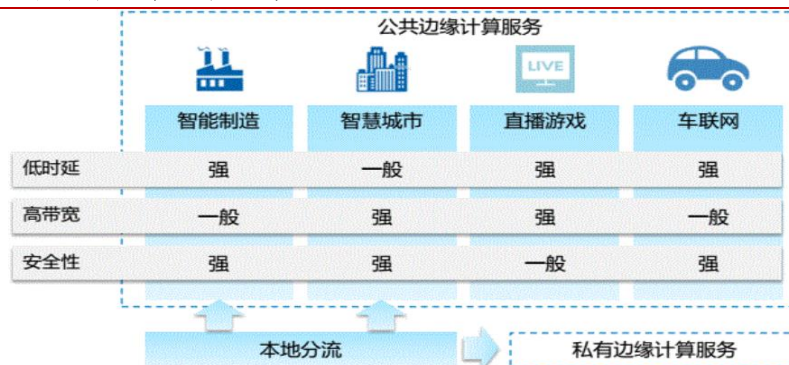 公共边缘计算服务
LIVE
智能制造 智慧城市 直播游戏 车联网
低时延 强 一般 强 强
高带宽 一般 强 强 一般
安全性 强 强 一般 强
本地分流 私有边缘计算服务